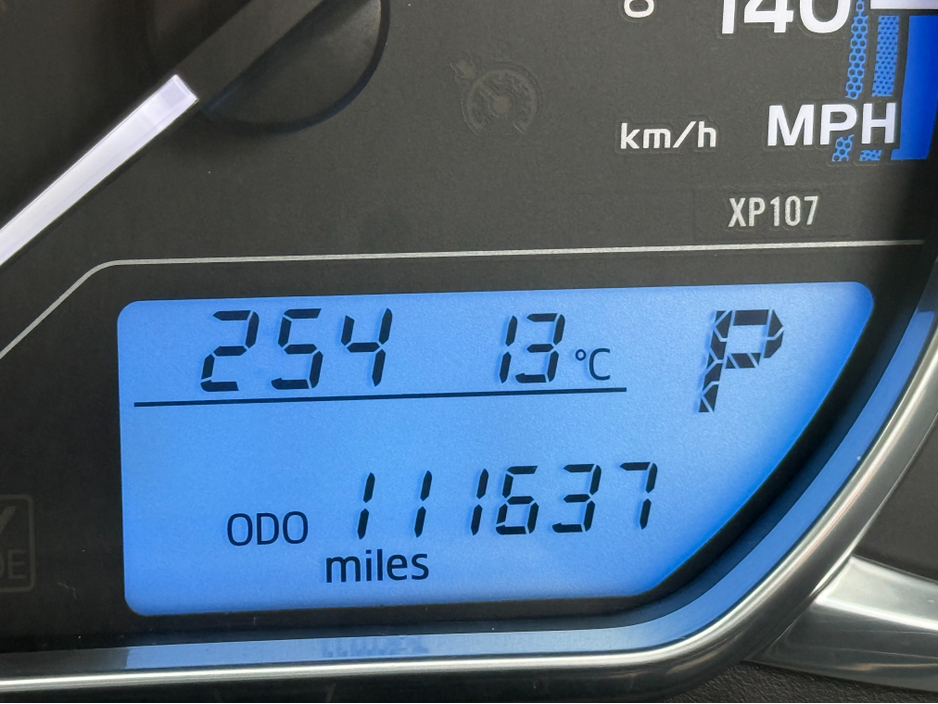 140
km/h MPH
XP107
254 13 °C P
ODO 111637
miles